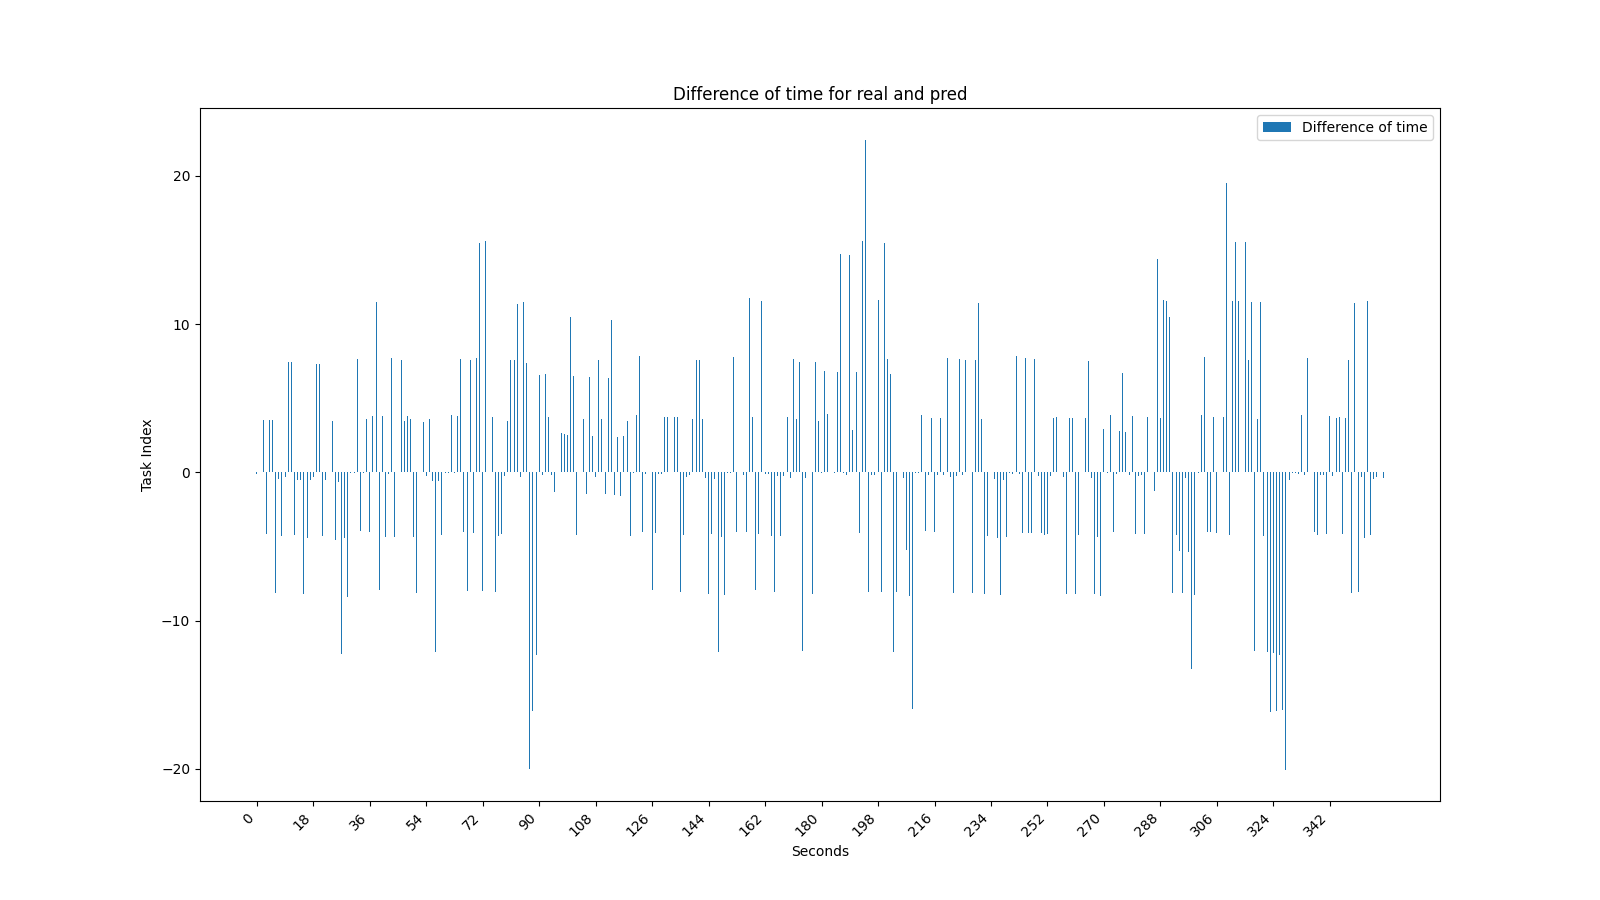 Difference of time for real and pred
Difference of time
20
10
0
−10
−20
Task Index
0 18 36 54 72 90 108 126 144 162 180 198 216 234 252 270 288 306 324 342
Seconds